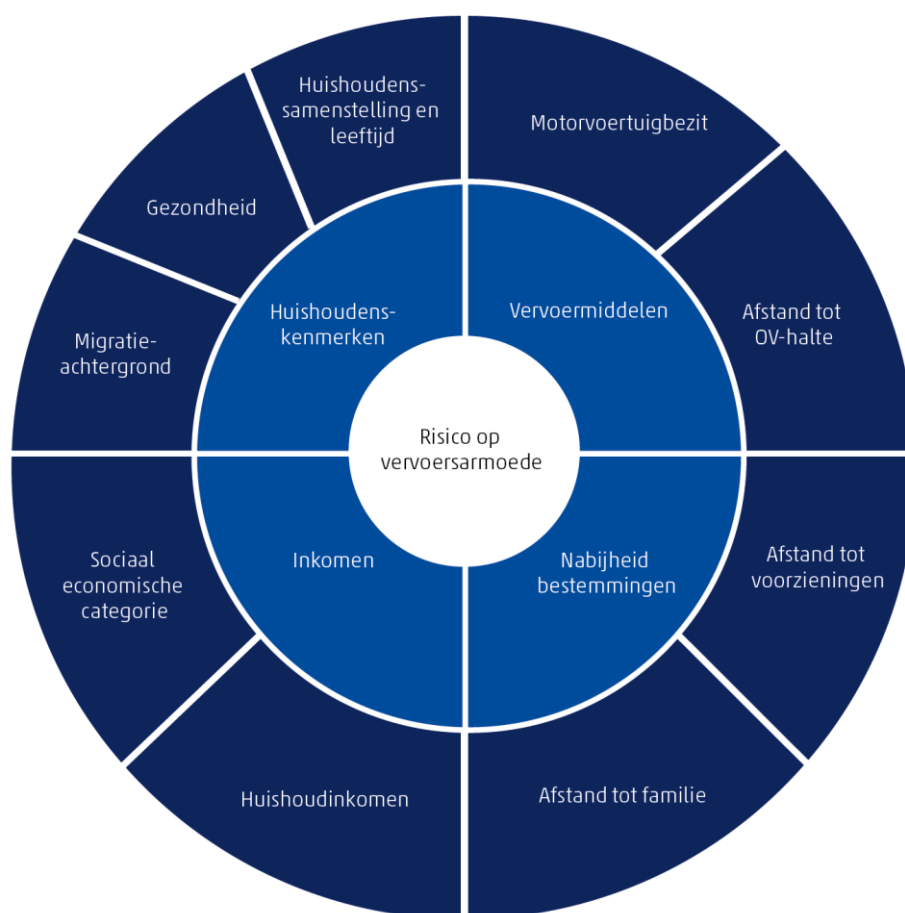 Huishoudens-
samenstelling en
leeftijd
Motorvoertuigbezit
Gezondheid
Huishoudens-
kenmerken
Vervoermiddelen
Afstand tot
OV-halte
Migratie-
achtergrond
Risico op
vervoersarmoede
Sociaal
economische
categorie
Inkomen
Nabijheid
bestemmingen
Afstand tot
voorzieningen
Huishoudinkomen
Afstand tot familie